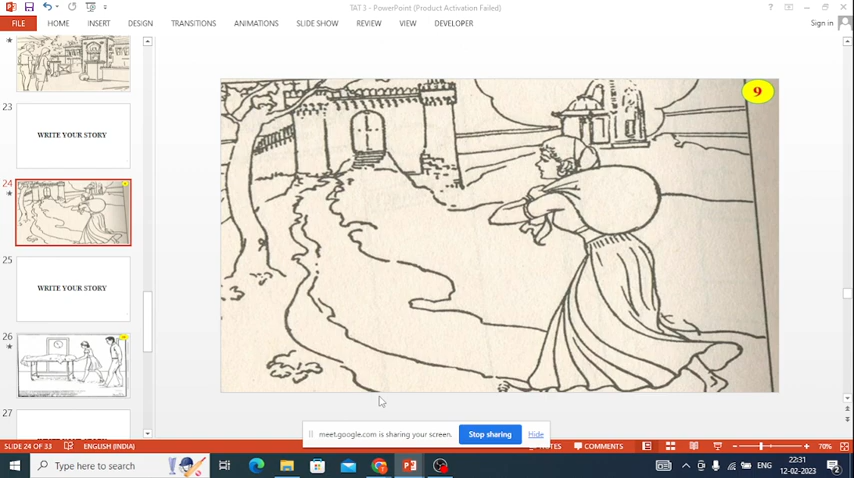 TAT 3 - PowerPoint (Product Activation Failed)
FILE HOME INSERT DESIGN TRANSITIONS ANIMATIONS SLIDE SHOW REVIEW VIEW DEVELOPER Sign in
23
WRITE YOUR STORY
24
25
WRITE YOUR STORY
26
27
9
meet.google.com is sharing your screen. Stop sharing Hide
SLIDE 24 OF 33 ENGLISH (INDIA) NOTES COMMENTS 70%
Type here to search ENG 22:31
12-02-2023